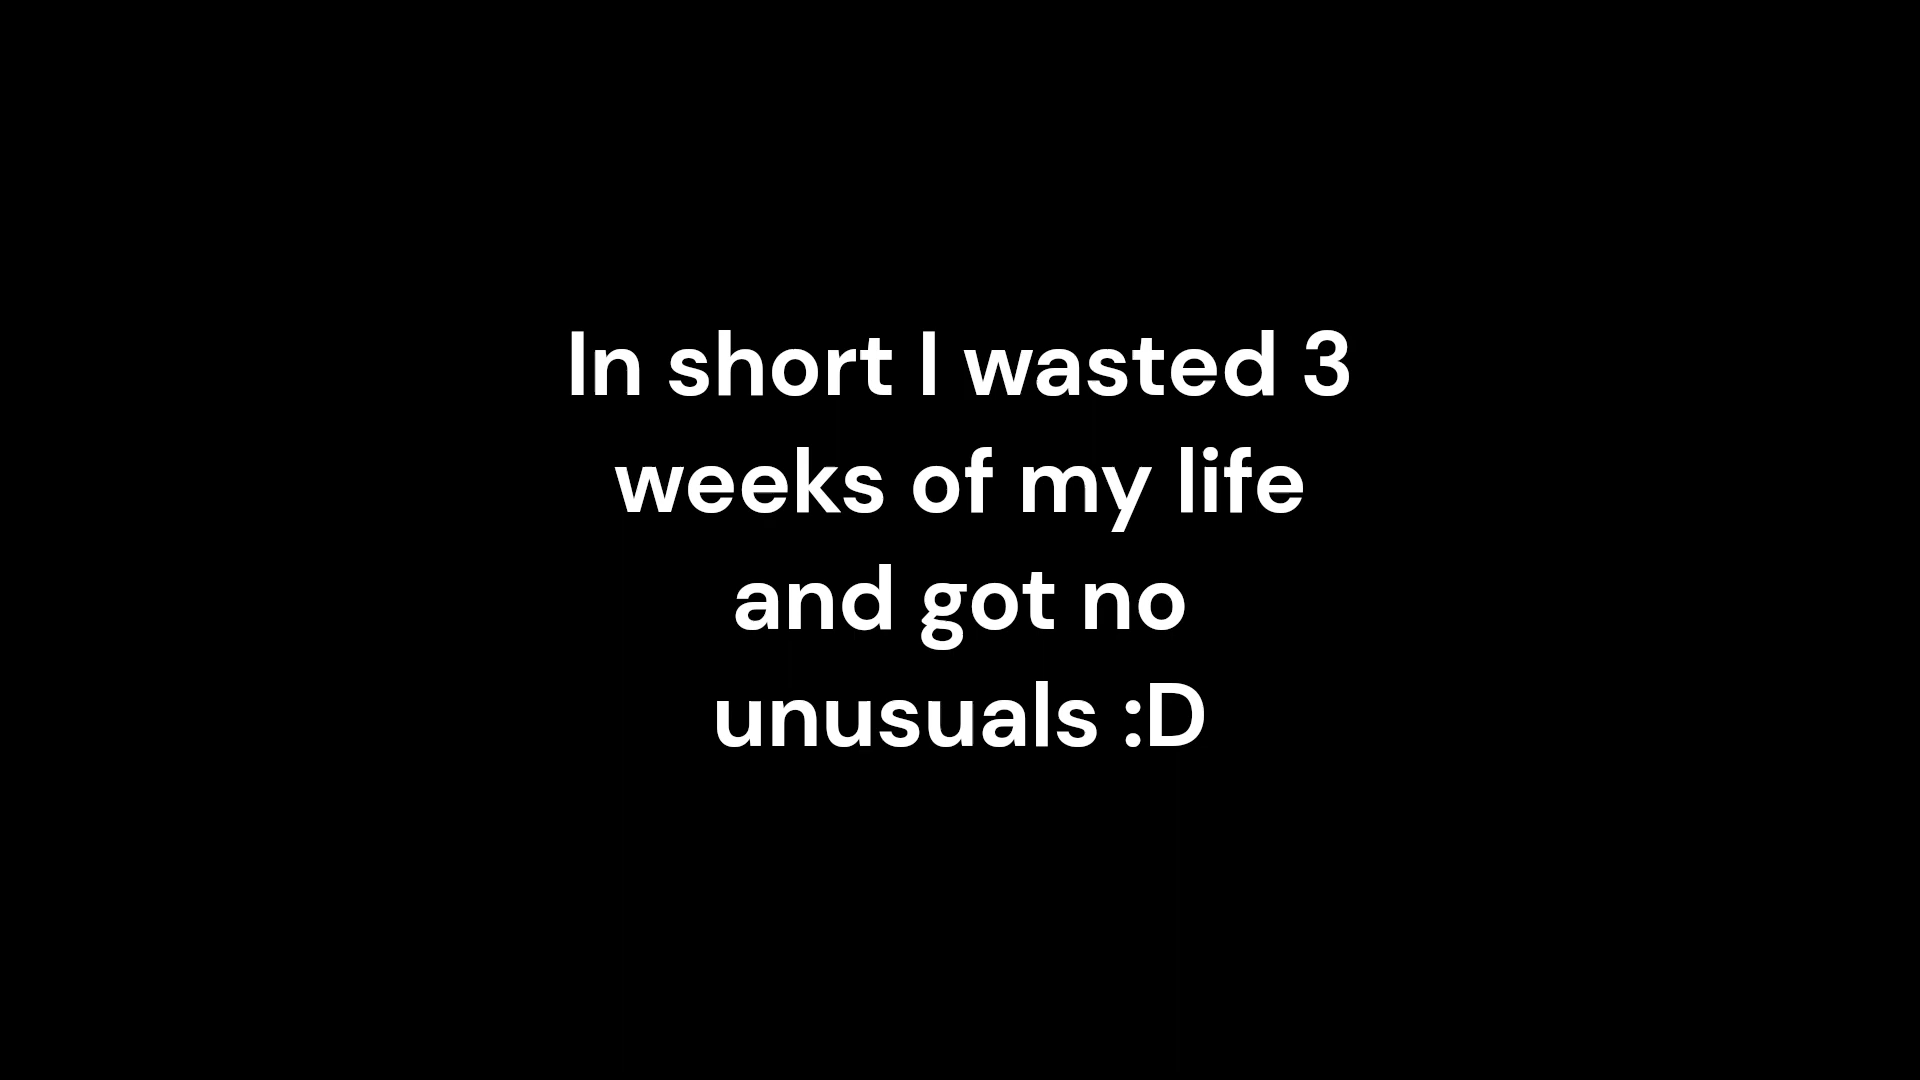 In short I wasted 3
weeks of my life
and got no
unusuals :D